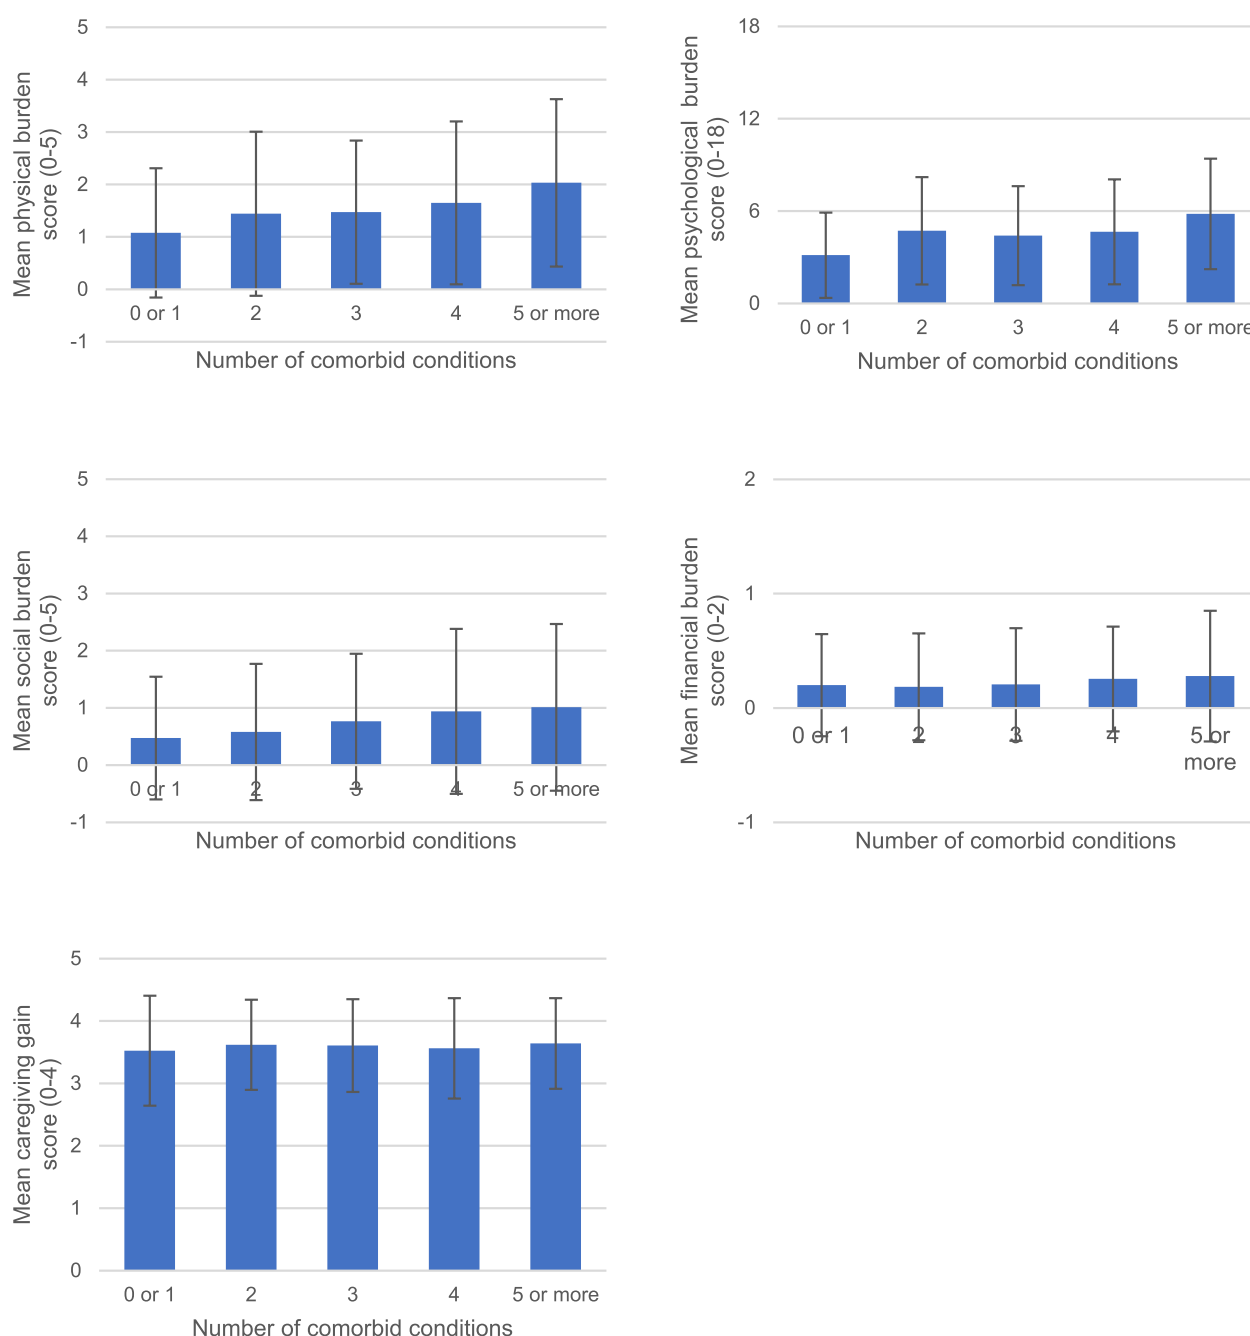 5
4
3
2
1
0
-1
Mean physical burden
score (0-5)
0 or 1 2 3 4 5 or more
Number of comorbid conditions
18
12
6
0
Mean psychological burden
score (0-18)
0 or 1 2 3 4 5 or more
Number of comorbid conditions
5
4
3
2
1
0
-1
Mean social burden
score (0-5)
0 or 1 2 3 4 5 or more
Number of comorbid conditions
2
1
0
-1
Mean financial burden
score (0-2)
0 or 1 2 3 4 5 or
more
Number of comorbid conditions
5
4
3
2
1
0
Mean caregiving gain
score (0-4)
0 or 1 2 3 4 5 or more
Number of comorbid conditions